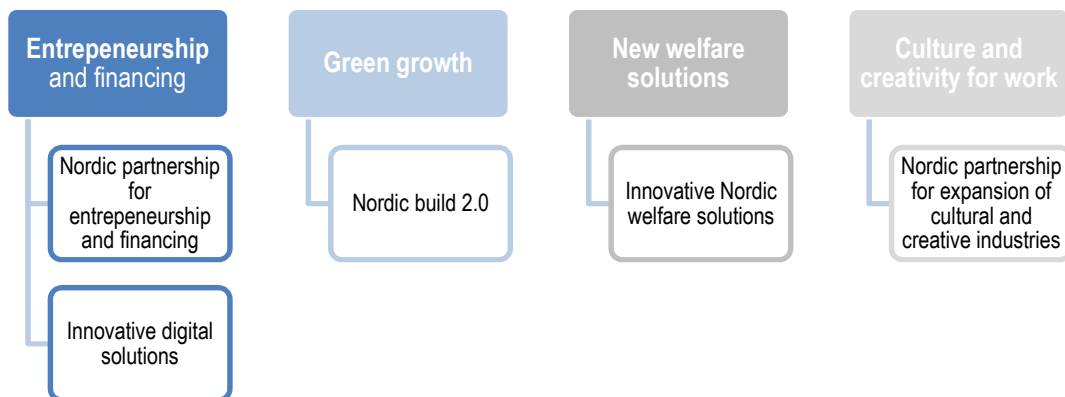 Entrepeneurship
and financing
Nordic partnership
for
entrepeneurship
and financing
Innovative digital
solutions
Green growth
Nordic build 2.0
New welfare
solutions
Innovative Nordic
welfare solutions
Culture and
creativity for work
Nordic partnership
for expansion of
cultural and
creative industries